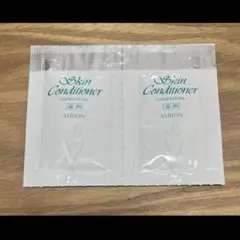 Skin
Conditioner
ESSENTIAL
薬用
ALBION
Skin
Conditioner
ESSENTIAL
薬用
ALBION